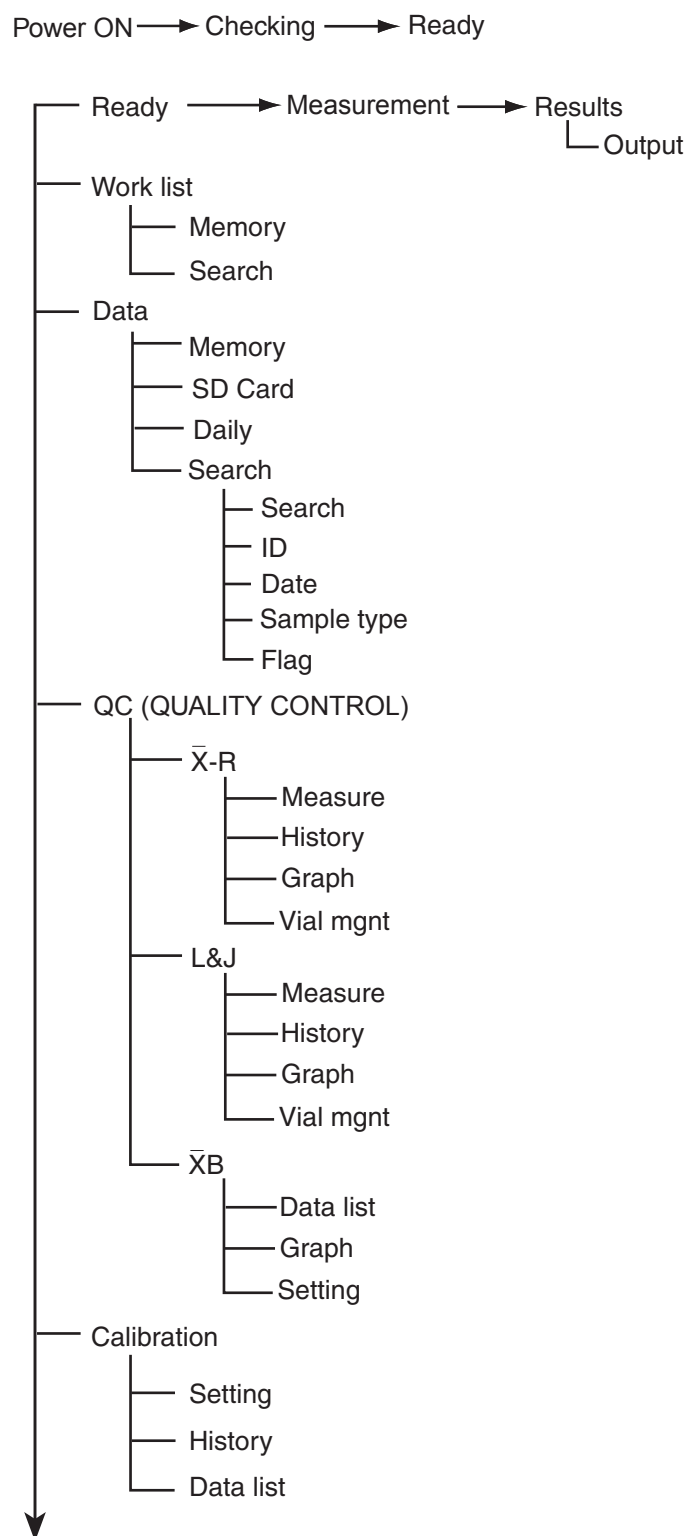 Power ON Checking Ready
Ready Measurement Results
Output
Work list
Memory
Search
Data
Memory
SD Card
Daily
Search
Search
ID
Date
Sample type
Flag
QC (QUALITY CONTROL)
X̄-R
Measure
History
Graph
Vial mgnt
L&J
Measure
History
Graph
Vial mgnt
X̄B
Data list
Graph
Setting
Calibration
Setting
History
Data list